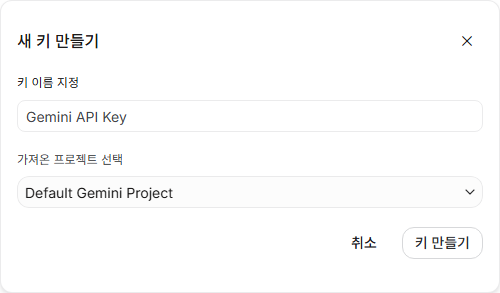 새 키 만들기
키 이름 지정
Gemini API Key
가져온 프로젝트 선택
Default Gemini Project
취소
키 만들기